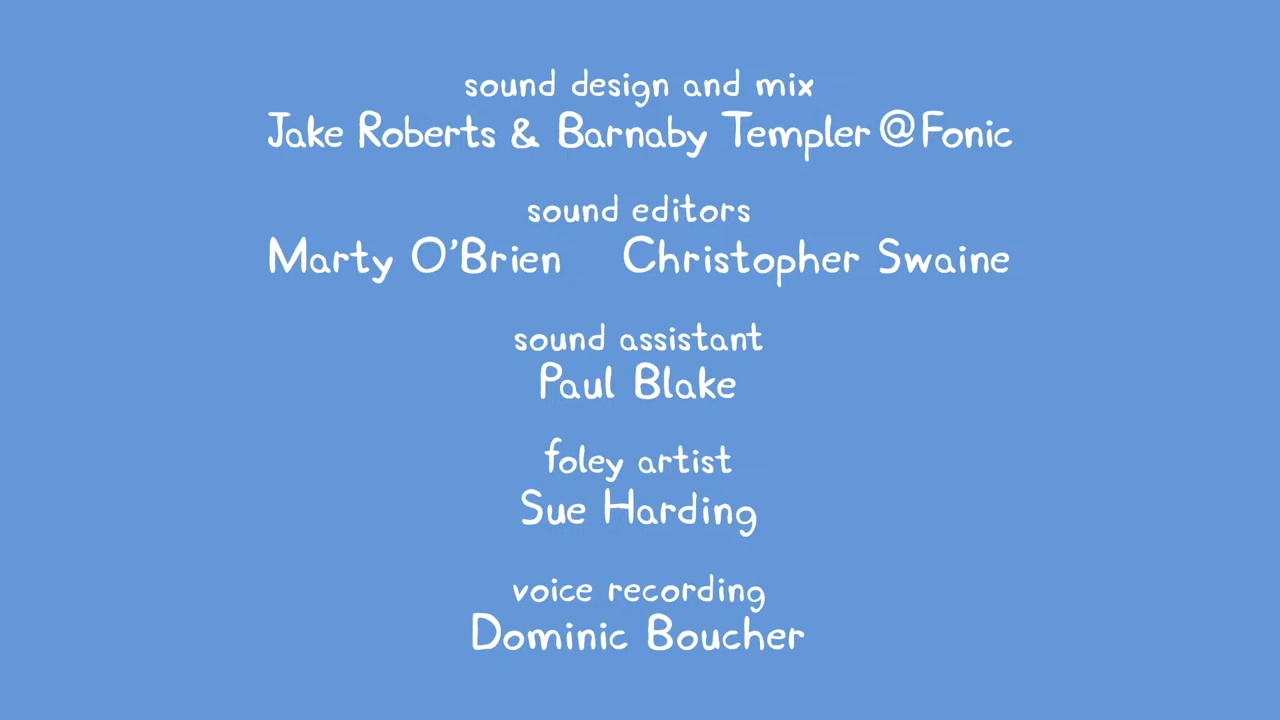 sound design and mix
Jake Roberts & Barnaby Templer @ Fonic
sound editors
Marty O'Brien Christopher Swaine
sound assistant
Paul Blake
foley artist
Sue Harding
voice recording
Dominic Boucher